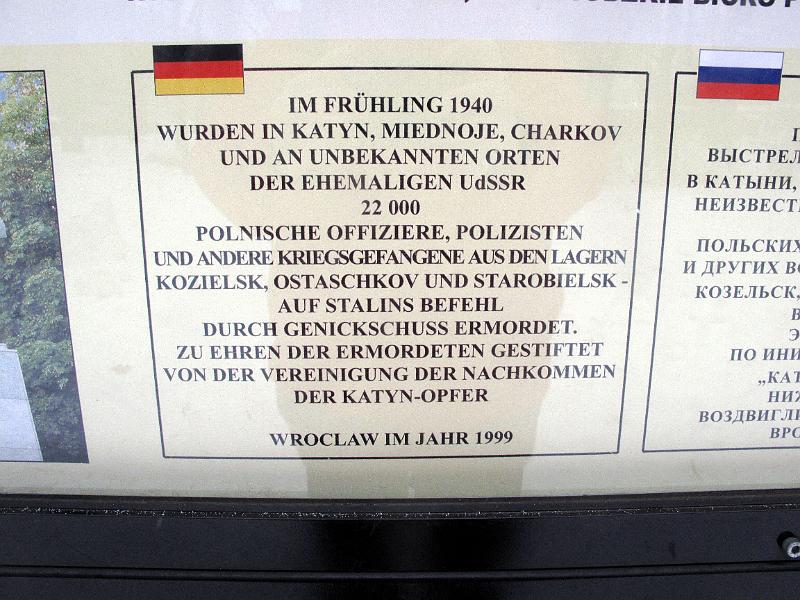 BIURO
IM FRÜHLING 1940
WURDEN IN KATYN, MIEDNOJE, CHARKOV
UND AN UNBEKANNTEN ORTEN
DER EHEMALIGEN UdSSR
22 000
POLNISCHE OFFIZIERE, POLIZISTEN
UND ANDERE KRIEGSGEFANGENE AUS DEN LAGERN
KOZIELSK, OSTASCHKOV UND STAROBIELSK -
AUF STALINS BEFEHL
DURCH GENICKSCHUSS ERMORDET.
ZU EHREN DER ERMORDETEN GESTIFTET
VON DER VEREINIGUNG DER NACHKOMMEN
DER KATYN-OPFER
WROCLAW IM JAHR 1999
ВЫСТРЕЛ
В КАТЫНИ,
НЕИЗВЕСТ
ПОЛЬСКИХ
И ДРУГИХ ВО
КОЗЕЛЬСК,
В
Э
ПО ИНИ
„КАТ
НИ
ВОЗДВИГЛИ
ВРО